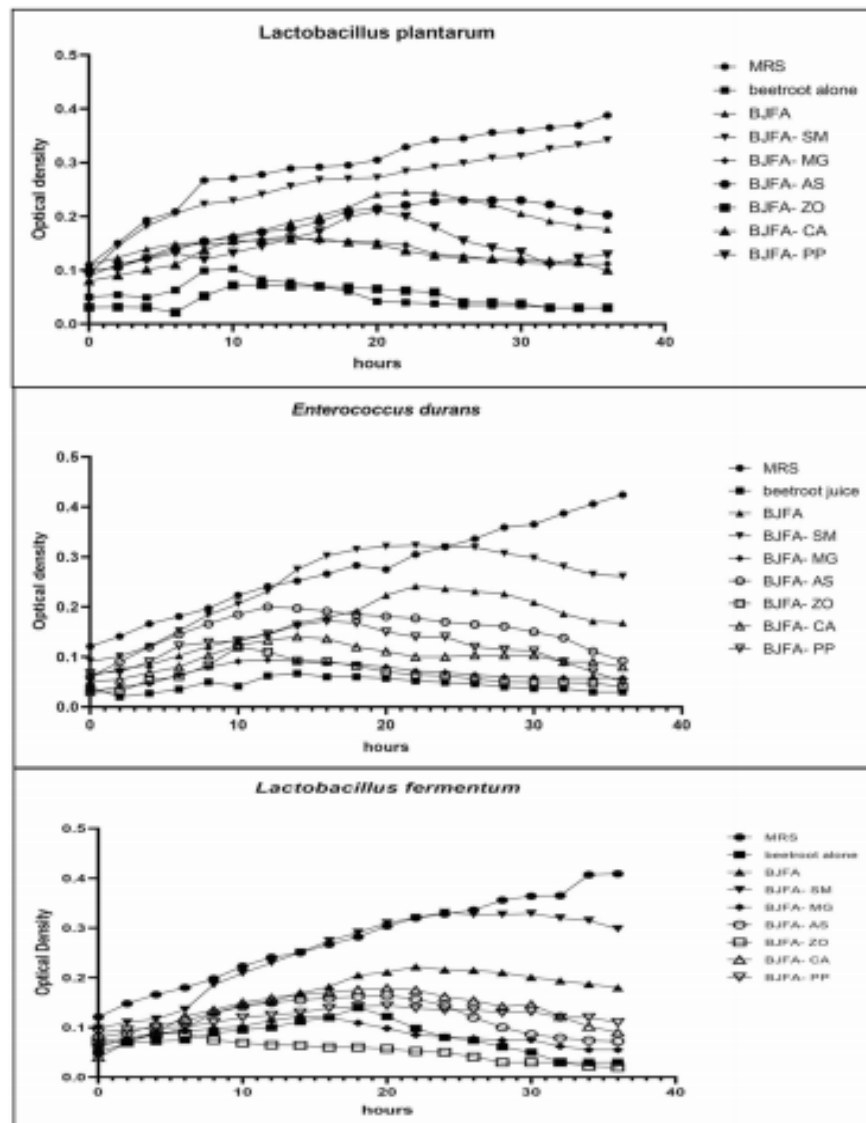 Lactobacillus plantarum
0.5
0.4
0.3
0.2
0.1
0.0
Optical density
0
10
20
30
40
hours
MRS
beetroot alone
BJFA
BJFA- SM
BJFA- MG
BJFA- AS
BJFA- ZO
BJFA- CA
BJFA- PP
Enterococcus durans
0.5
0.4
0.3
0.2
0.1
0.0
Optical density
0
10
20
30
40
hours
MRS
beetroot juice
BJFA
BJFA- SM
BJFA- MG
BJFA- AS
BJFA- ZO
BJFA- CA
BJFA- PP
Lactobacillus fermentum
0.5
0.4
0.3
0.2
0.1
0.0
Optical Density
0
10
20
30
40
hours
MRS
beetroot alone
BJFA
BJFA- SM
BJFA- MG
BJFA- AS
BJFA- ZO
BJFA- CA
BJFA- PP